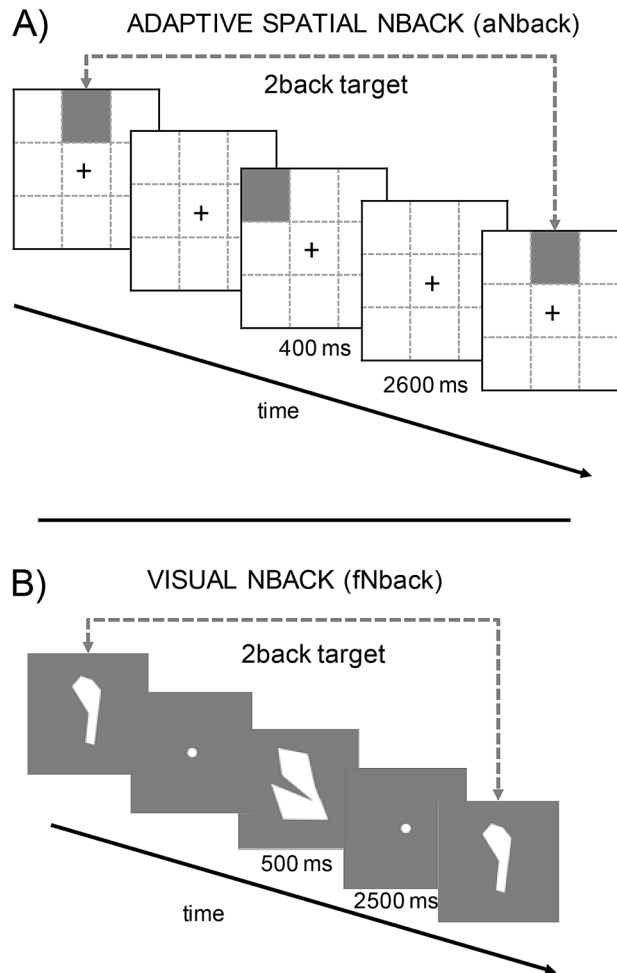 A) ADAPTIVE SPATIAL NBACK (aNback)
2back target
+
+
+
+
+
400 ms
2600 ms
time
B) VISUAL NBACK (fNback)
2back target
500 ms
2500 ms
time